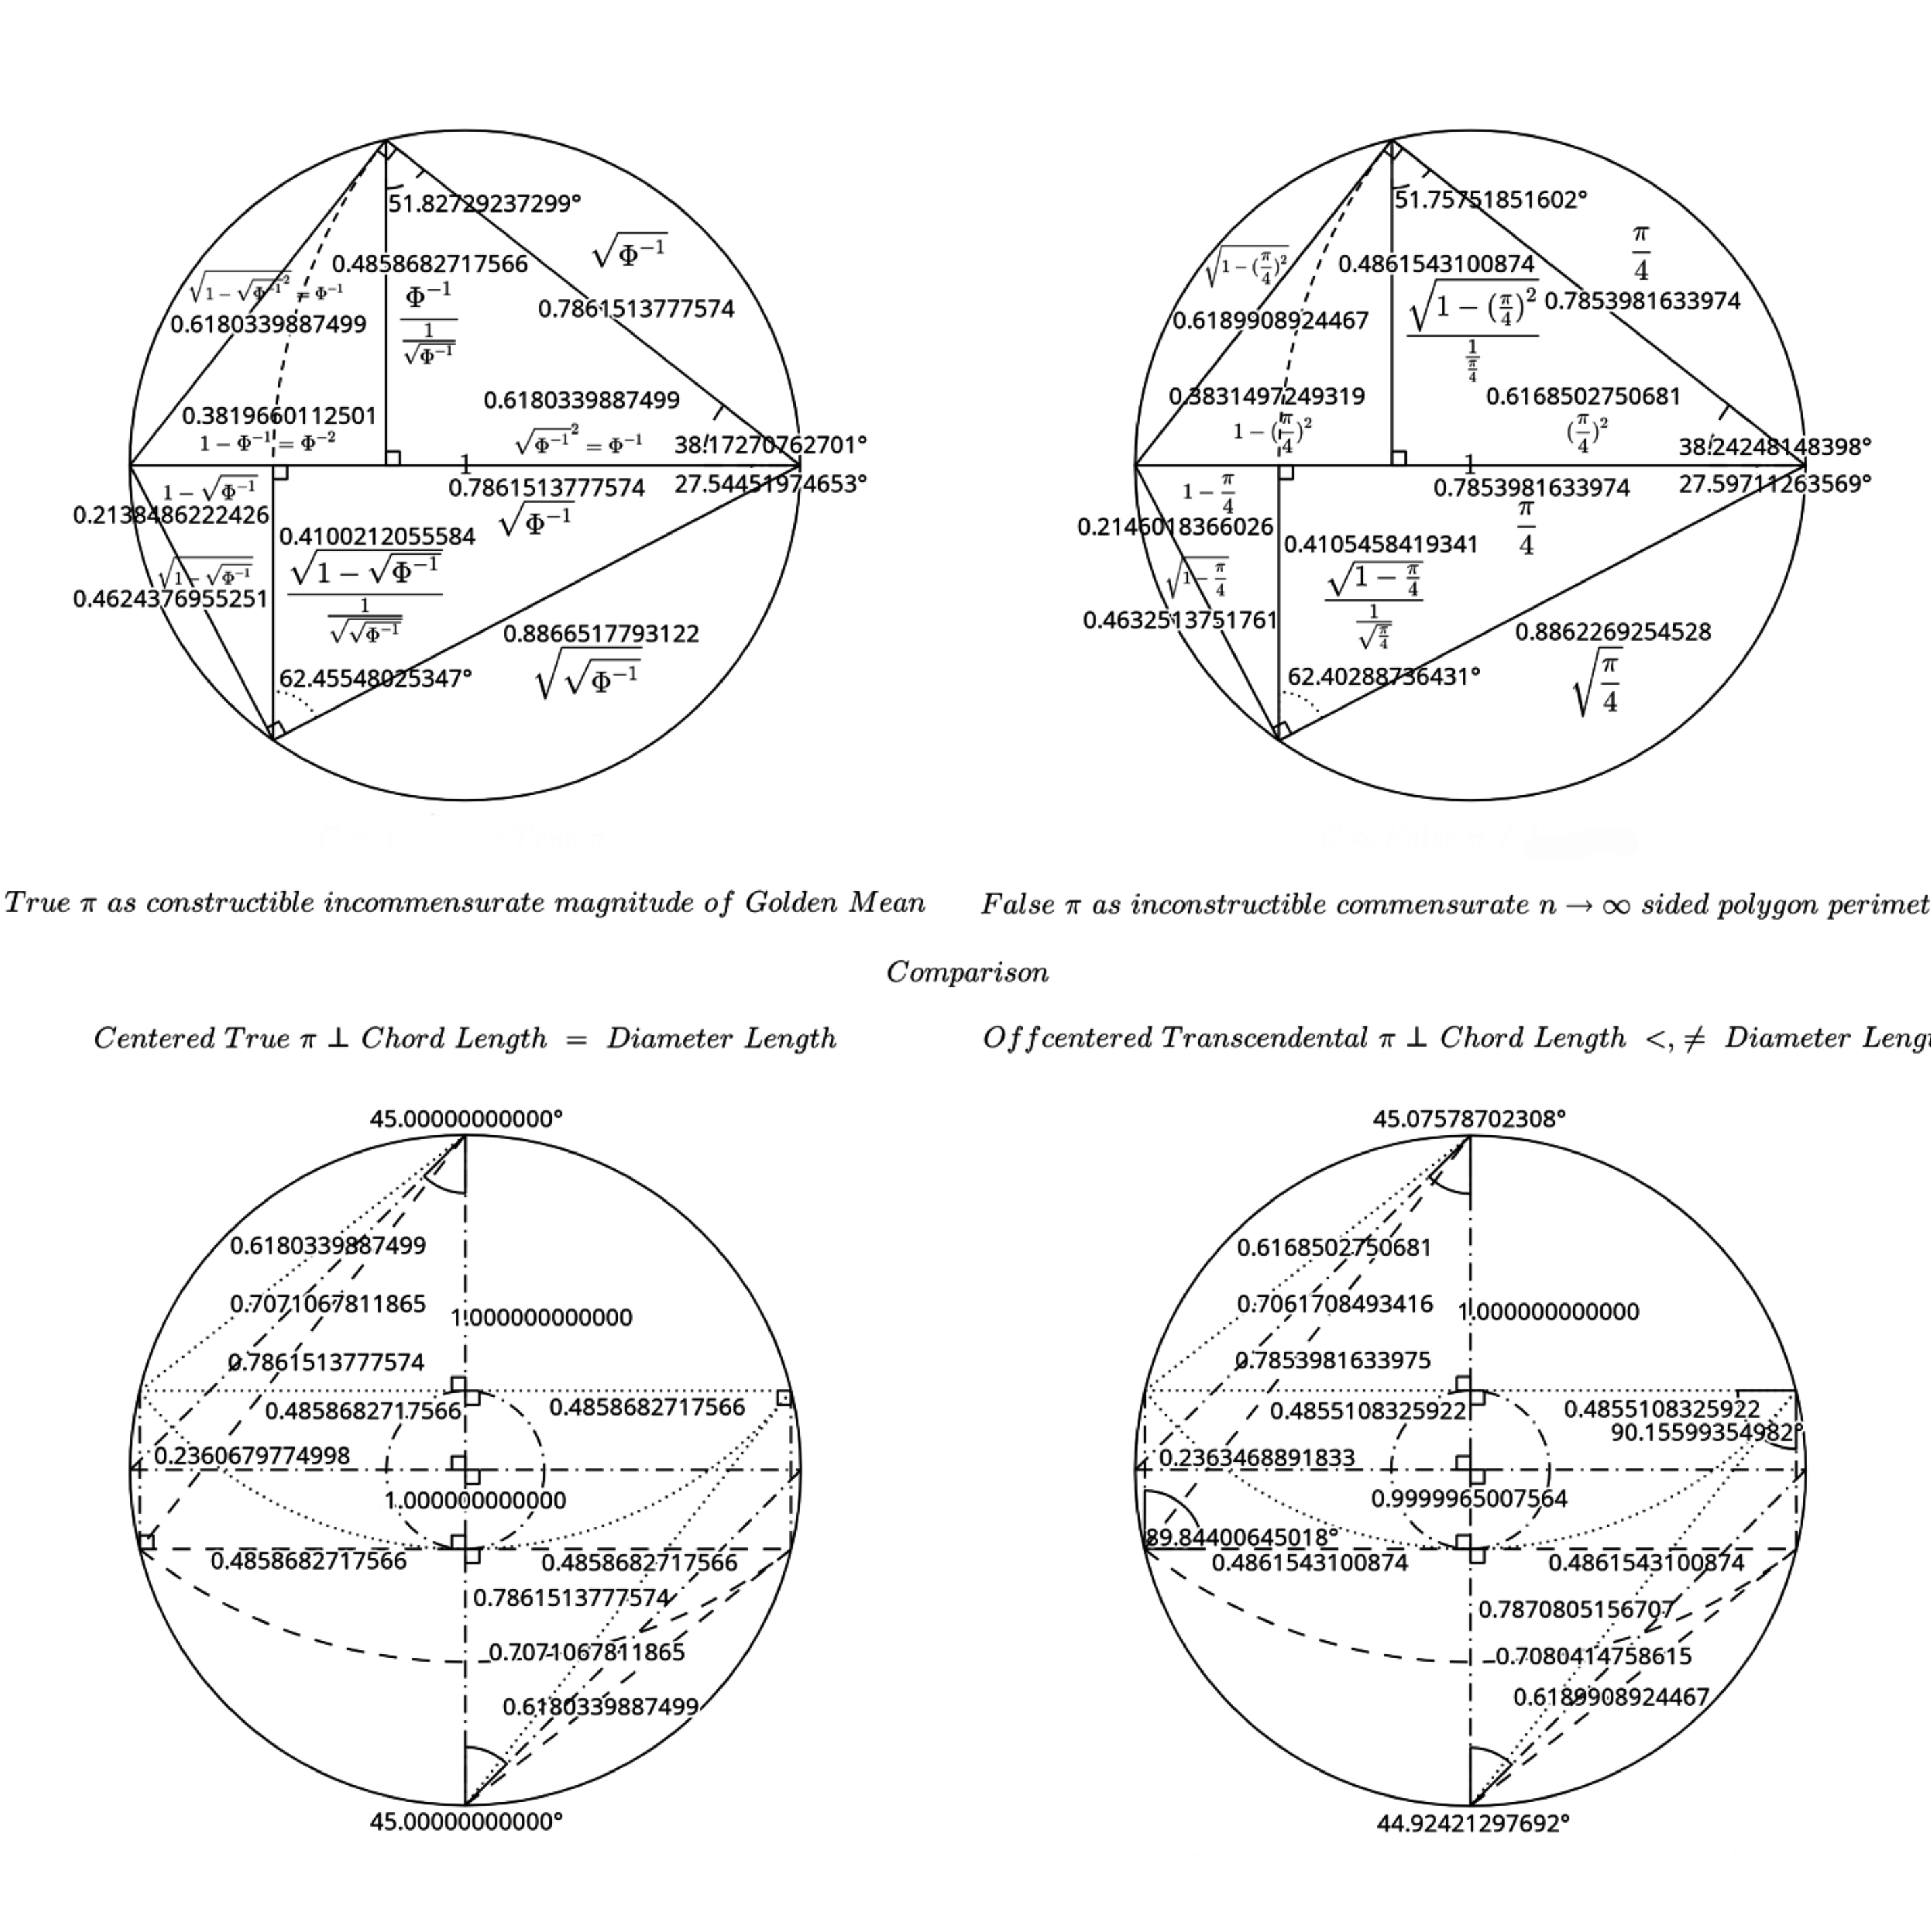 51.82729237299°
√Φ⁻¹
0.4858682717566
√(1 − √Φ⁻¹²) = Φ⁻¹
Φ⁻¹
1
√Φ⁻¹
0.7861513777574
0.6180339887499
0.6180339887499
0.3819660112501
1 − Φ⁻¹ = Φ⁻²
√Φ⁻¹² = Φ⁻¹
38.17270762701°
1
1 − √Φ⁻¹
0.7861513777574
27.54451974653°
0.2138486222426
√Φ⁻¹
0.4100212055584
√(1 − √Φ⁻¹)
√(1 − √Φ⁻¹)
0.4624376955251
1
√√Φ⁻¹
0.8866517793122
62.45548025347°
√√Φ⁻¹
51.75751851602°
π
4
√(1 − (π/4)²)
0.4861543100874
√(1 − (π/4)²)
1
π
4
0.7853981633974
0.6189908924467
0.3831497249319
0.6168502750681
1 − (π/4)²
(π/4)²
38.24248148398°
1
1 − π/4
0.7853981633974
27.59711263569°
π
4
0.2146018366026
0.4105458419341
√(1 − π/4)
√(1 − π/4)
1
√(π/4)
0.4632513751761
0.8862269254528
62.40288736431°
√(π/4)
True π as constructible incommensurate magnitude of Golden Mean
False π as inconstructible commensurate n → ∞ sided polygon perimet
Comparison
Centered True π ⊥ Chord Length = Diameter Length
Offcentered Transcendental π ⊥ Chord Length <, ≠ Diameter Leng
45.00000000000°
0.6180339887499
0.7071067811865
1.000000000000
0.7861513777574
0.4858682717566
0.4858682717566
0.2360679774998
1.000000000000
0.4858682717566
0.4858682717566
0.7861513777574
0.7071067811865
0.6180339887499
45.00000000000°
45.07578702308°
0.6168502750681
0.7061708493416
1.000000000000
0.7853981633975
0.4855108325922
0.4855108325922
90.15599354982°
0.2363468891833
0.9999965007564
89.84400645018°
0.4861543100874
0.4861543100874
0.7870805156707
0.7080414758615
0.6189908924467
44.92421297692°